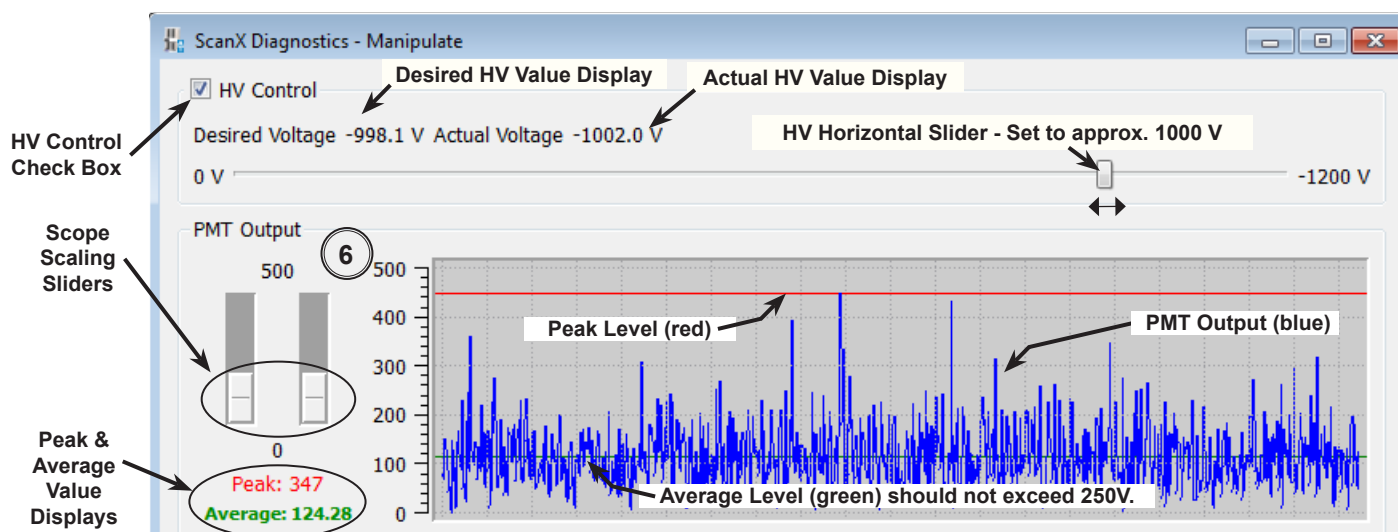 ScanX Diagnostics - Manipulate
Desired HV Value Display
Actual HV Value Display
HV Control
HV Control
Check Box
Desired Voltage -998.1 V Actual Voltage -1002.0 V
HV Horizontal Slider - Set to approx. 1000 V
0 V
-1200 V
Scope
Scaling
Sliders
PMT Output
6
500
0
500
400
300
200
100
0
Peak Level (red)
PMT Output (blue)
Average Level (green) should not exceed 250V.
Peak &
Average
Value
Displays
Peak: 347
Average: 124.28